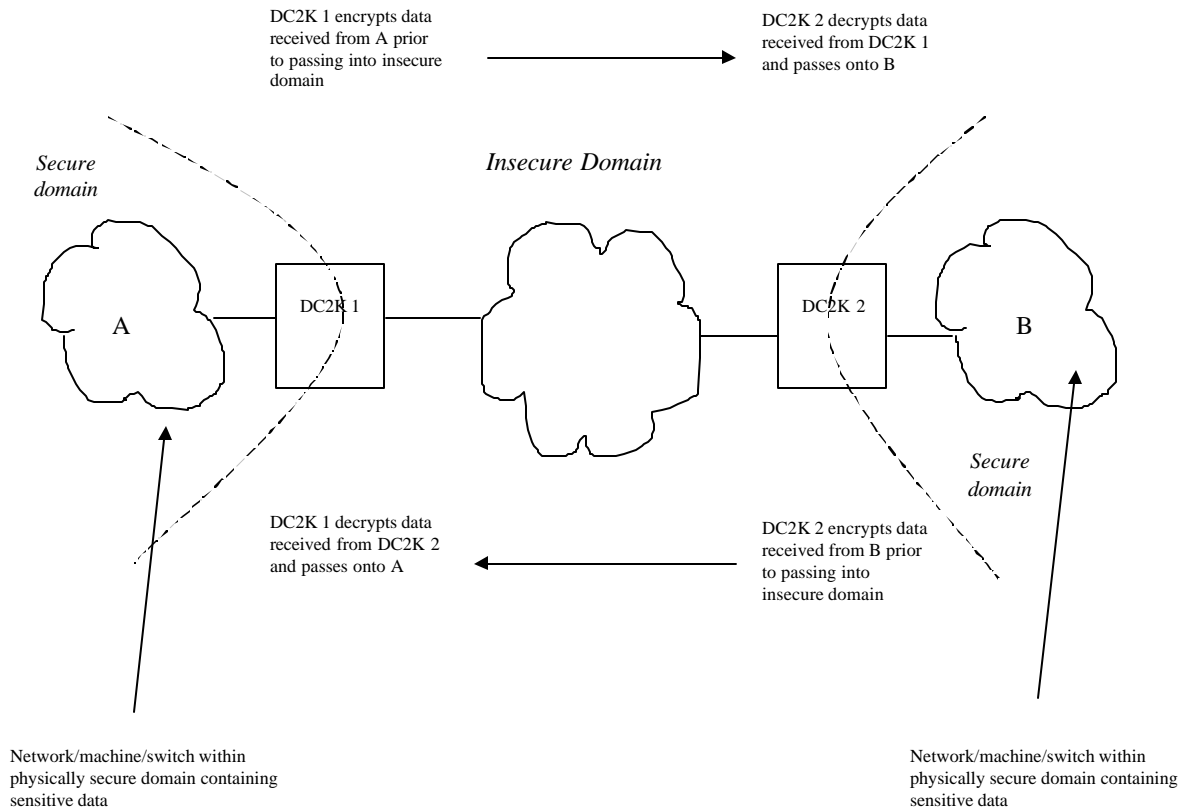 DC2K 1 encrypts data
received from A prior
to passing into insecure
domain
DC2K 2 decrypts data
received from DC2K 1
and passes onto B
Secure
domain
Insecure Domain
A
DC2K 1
DC2K 2
B
Secure
domain
DC2K 1 decrypts data
received from DC2K 2
and passes onto A
DC2K 2 encrypts data
received from B prior
to passing into
insecure domain
Network/machine/switch within
physically secure domain containing
sensitive data
Network/machine/switch within
physically secure domain containing
sensitive data